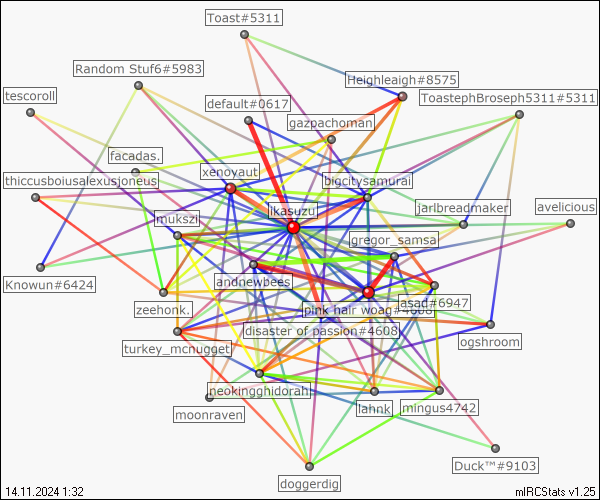 Toast#5311
Random Stuf6#5983
Heighleaigh#8575
tescoroll
default#0617
ToastephBroseph5311#5311
gazpachoman
facadas.
xenoyaut
thiccusboiusalexusjoneus
bigcitysamurai
ikasuzu
jarlbreadmaker
avelicious
mukszi
gregor_samsa
Knowun#6424
andnewbees
asad#6947
zeehonk.
pink hair woag#4668
disaster of passion#4608
ogshroom
turkey_mcnugget
neokingghidorah
moonraven
lahnk
mingus4742
Duck™#9103
doggerdig
14.11.2024 1:32
mIRCStats v1.25